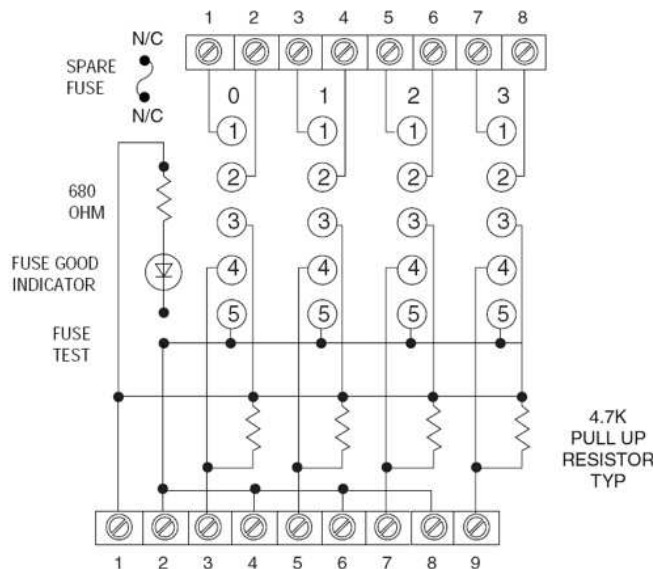 1 2 3 4 5 6 7 8
N/C
SPARE
FUSE
N/C
0 1 2 3
1 1 1 1
2 2 2 2
680
OHM
3 3 3 3
FUSE GOOD
INDICATOR
4 4 4 4
FUSE
TEST
5 5 5 5
4.7K
PULL UP
RESISTOR
TYP
1 2 3 4 5 6 7 8 9